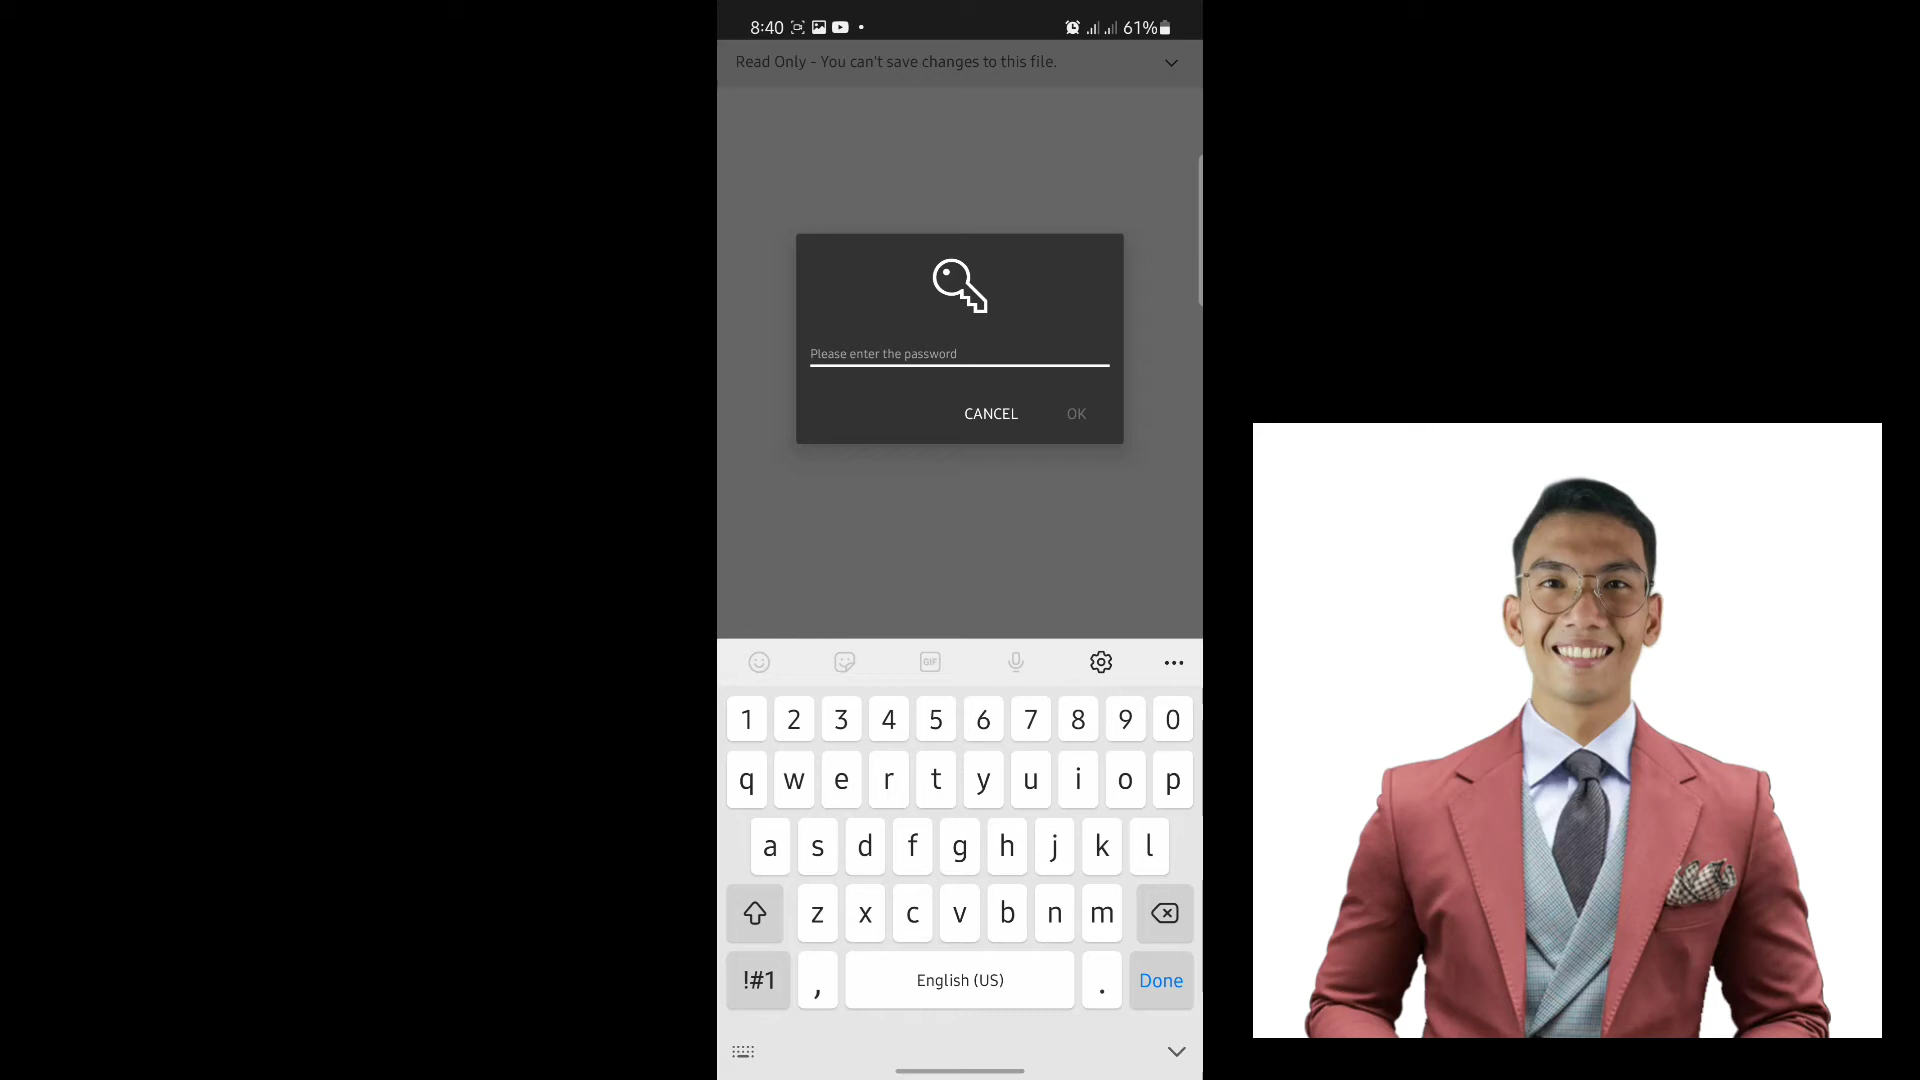 8:40 61%
Read Only - You can't save changes to this file.
Please enter the password
CANCEL OK
GIF
1 2 3 4 5 6 7 8 9 0
q w e r t y u i o p
a s d f g h j k l
z x c v b n m
!#1 , English (US) . Done